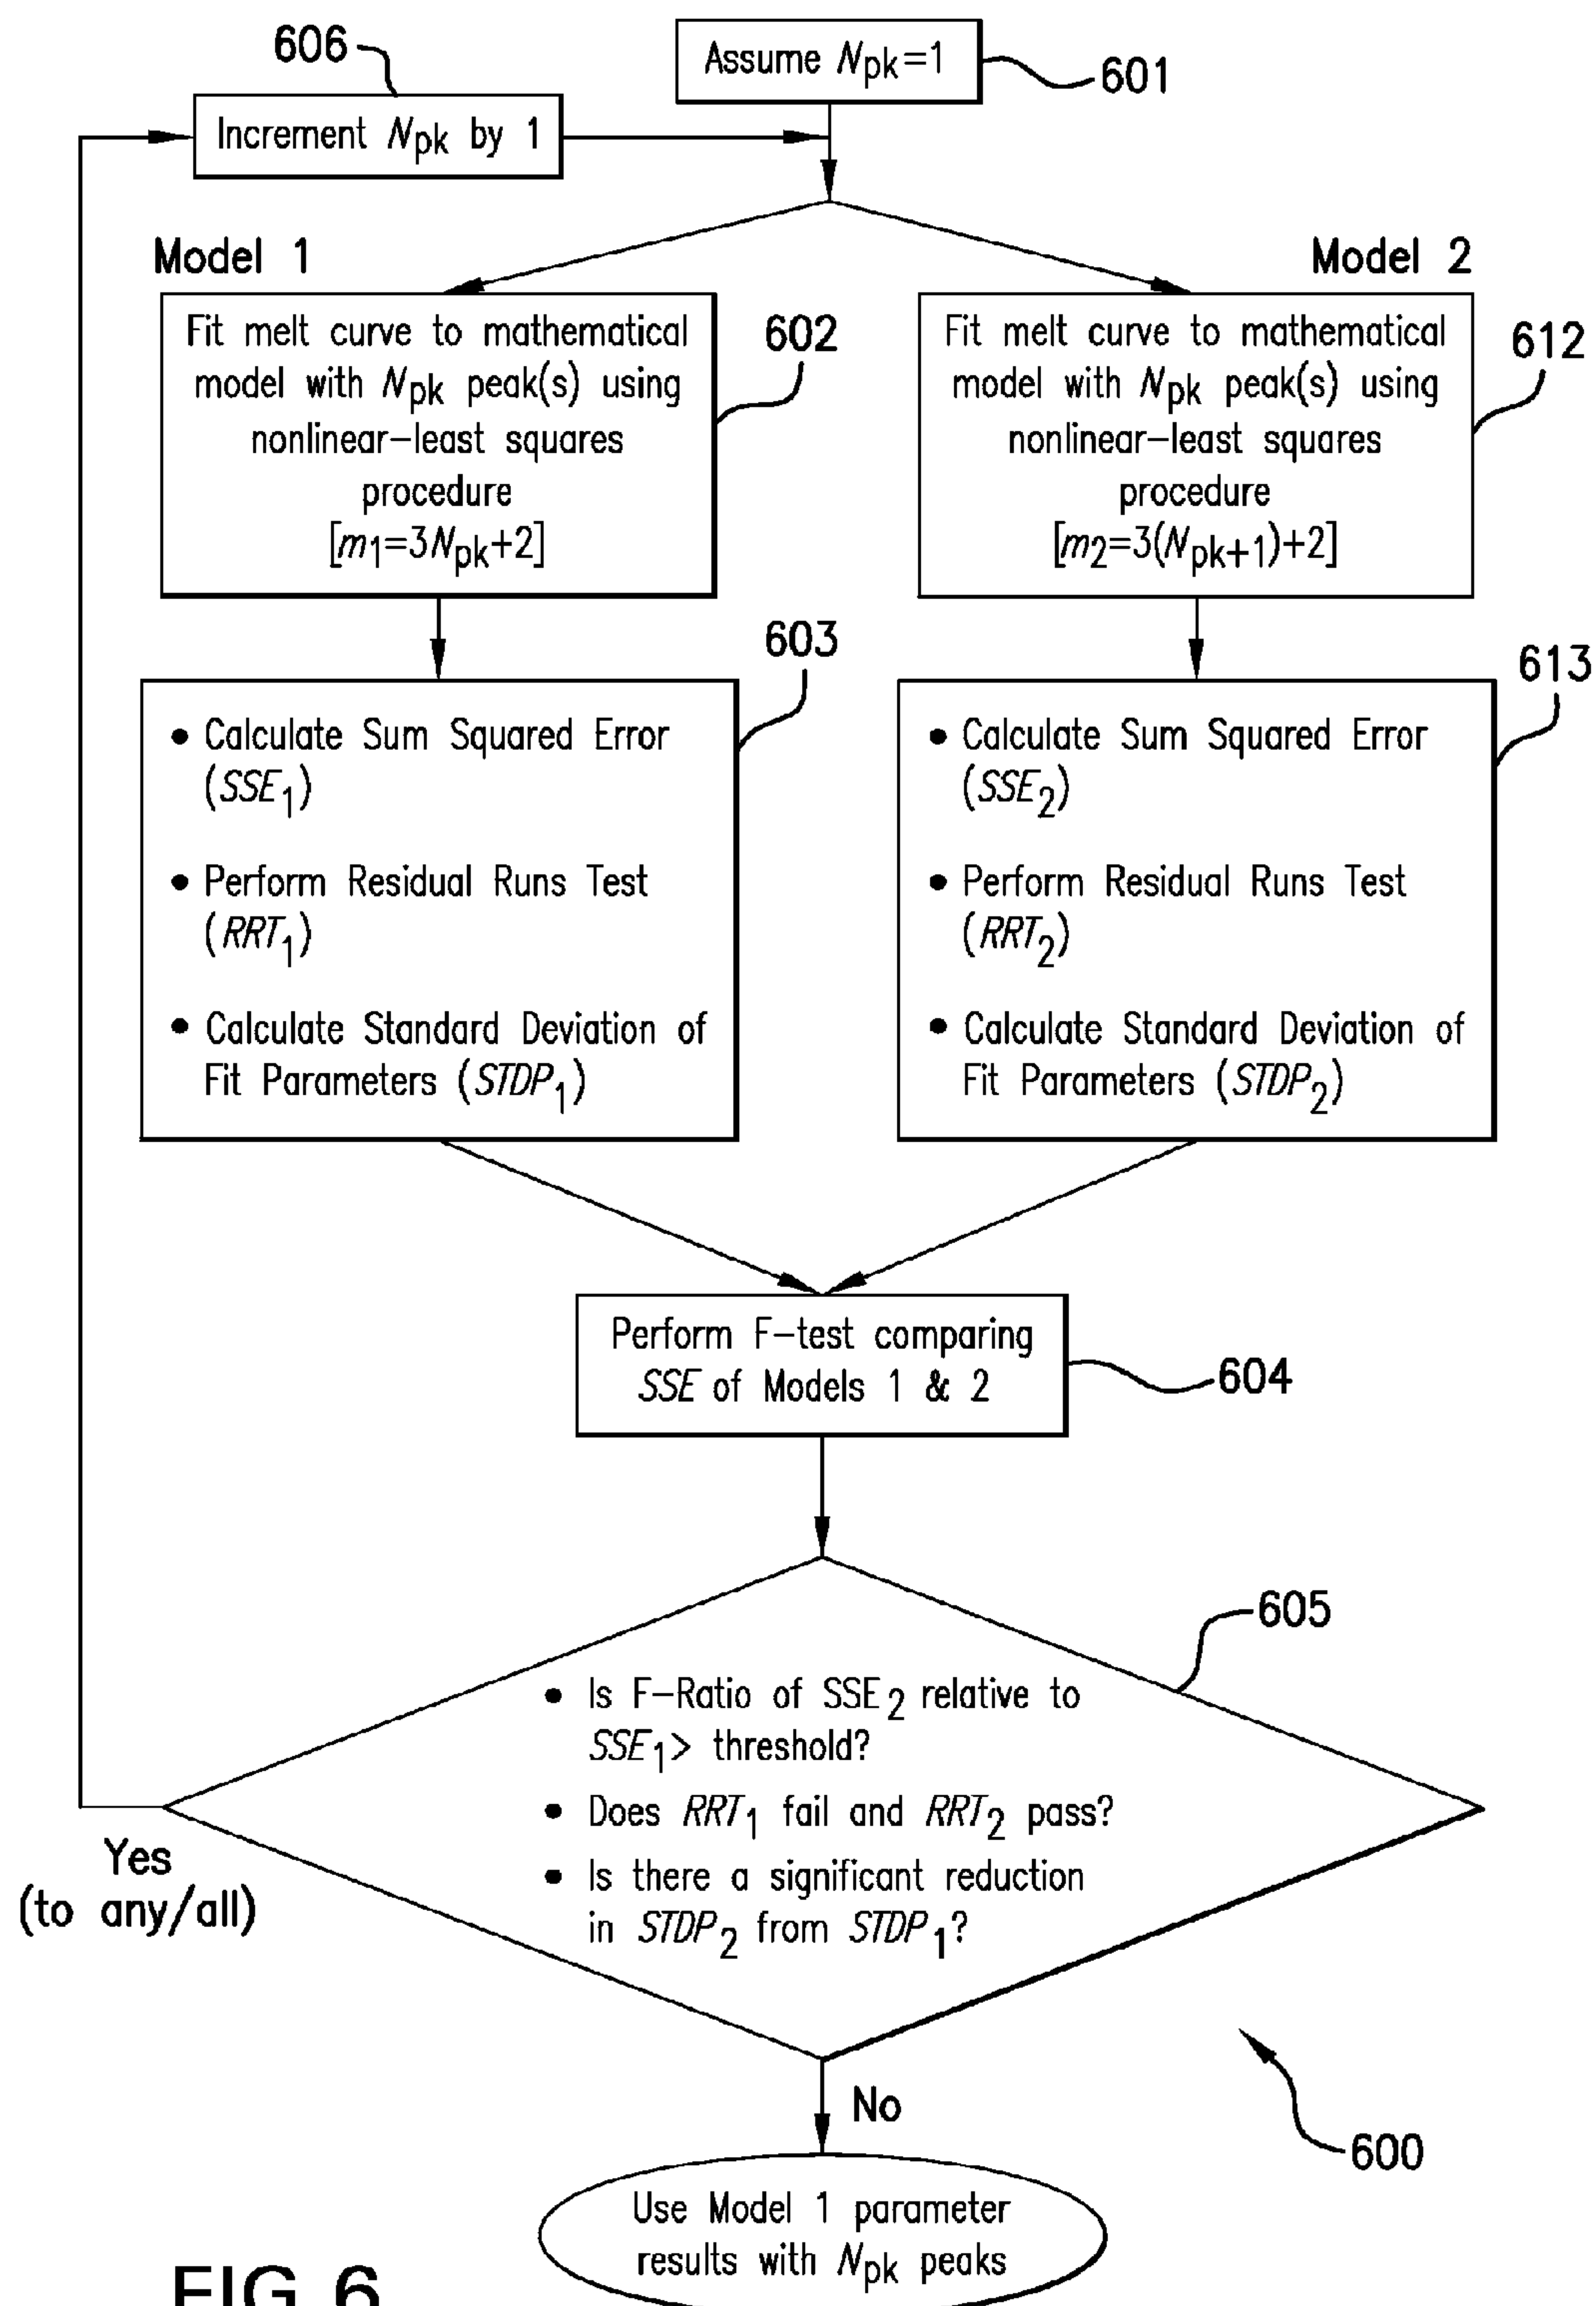 606
Assume Npk=1
601
Increment Npk by 1
Model 1
Model 2
Fit melt curve to mathematical
model with Npk peak(s) using
nonlinear-least squares
procedure
[m1=3Npk+2]
602
Fit melt curve to mathematical
model with Npk peak(s) using
nonlinear-least squares
procedure
[m2=3(Npk+1)+2]
612
603
• Calculate Sum Squared Error
(SSE1)
• Perform Residual Runs Test
(RRT1)
• Calculate Standard Deviation of
Fit Parameters (STDP1)
613
• Calculate Sum Squared Error
(SSE2)
• Perform Residual Runs Test
(RRT2)
• Calculate Standard Deviation of
Fit Parameters (STDP2)
Perform F-test comparing
SSE of Models 1 & 2
604
605
• Is F-Ratio of SSE2 relative to
SSE1> threshold?
• Does RRT1 fail and RRT2 pass?
• Is there a significant reduction
in STDP2 from STDP1?
Yes
(to any/all)
No
600
Use Model 1 parameter
results with Npk peaks
FIG 6